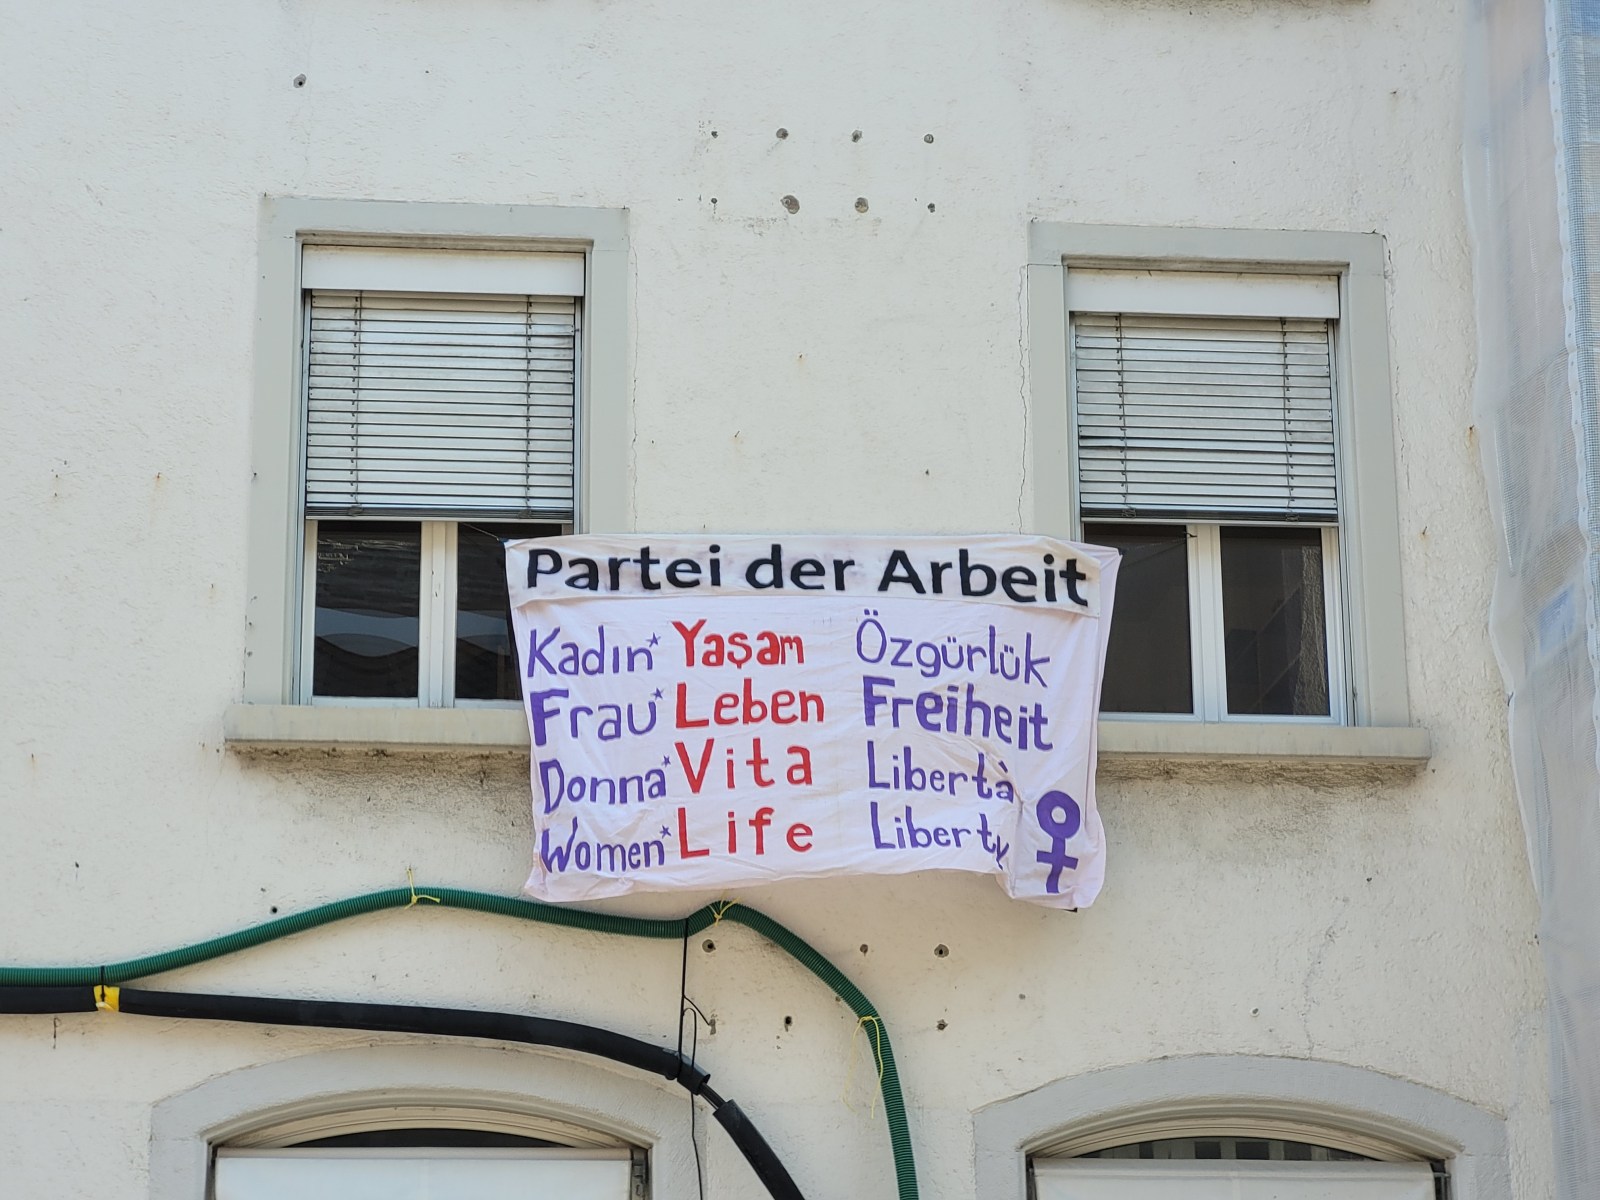 Partei der Arbeit
Kadın* Yaşam Özgürlük
Frau* Leben Freiheit
Donna* Vita Libertà
Women* Life Liberty